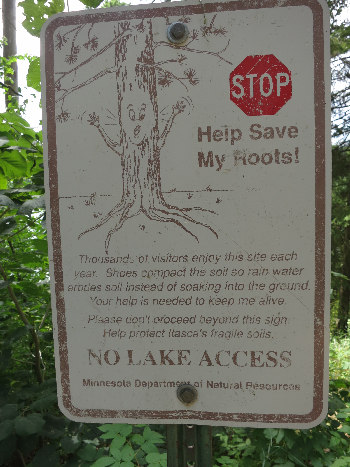 STOP
Help Save
My Roots!
Thousands of visitors enjoy this site each
year. Shoes compact the soil so rain water
erodes soil instead of soaking into the ground.
Your help is needed to keep me alive.
Please don't proceed beyond this sign.
Help protect Itasca's fragile soils.
NO LAKE ACCESS
Minnesota Department of Natural Resources